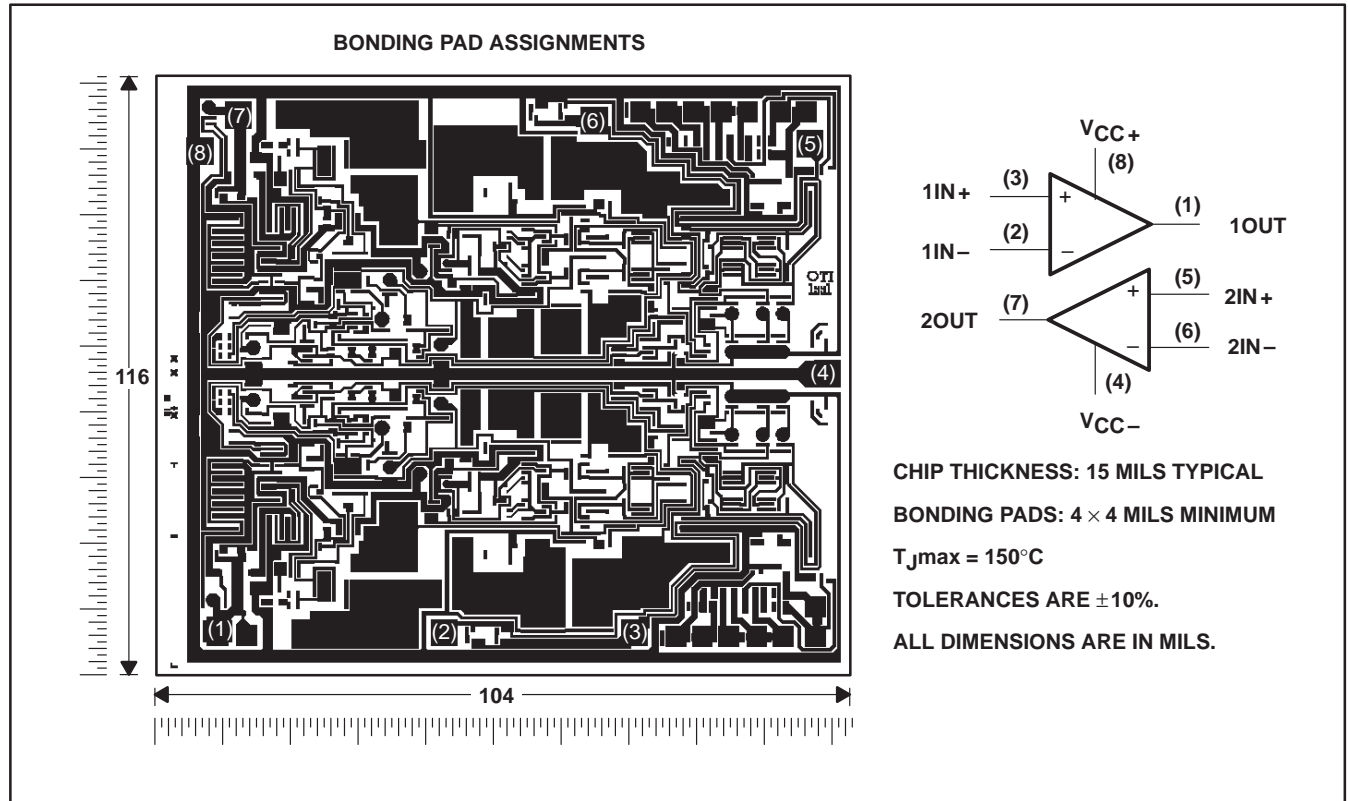 BONDING PAD ASSIGNMENTS
(7)
(6)
(8)
(5)
(4)
(1)
(2)
(3)
116
104
VCC+
(8)
1IN+
(3)
+
(1)
1OUT
1IN−
(2)
−
(5)
2IN+
+
2OUT
(7)
(6)
2IN−
−
(4)
VCC−
CHIP THICKNESS: 15 MILS TYPICAL
BONDING PADS: 4 × 4 MILS MINIMUM
TJmax = 150°C
TOLERANCES ARE ±10%.
ALL DIMENSIONS ARE IN MILS.